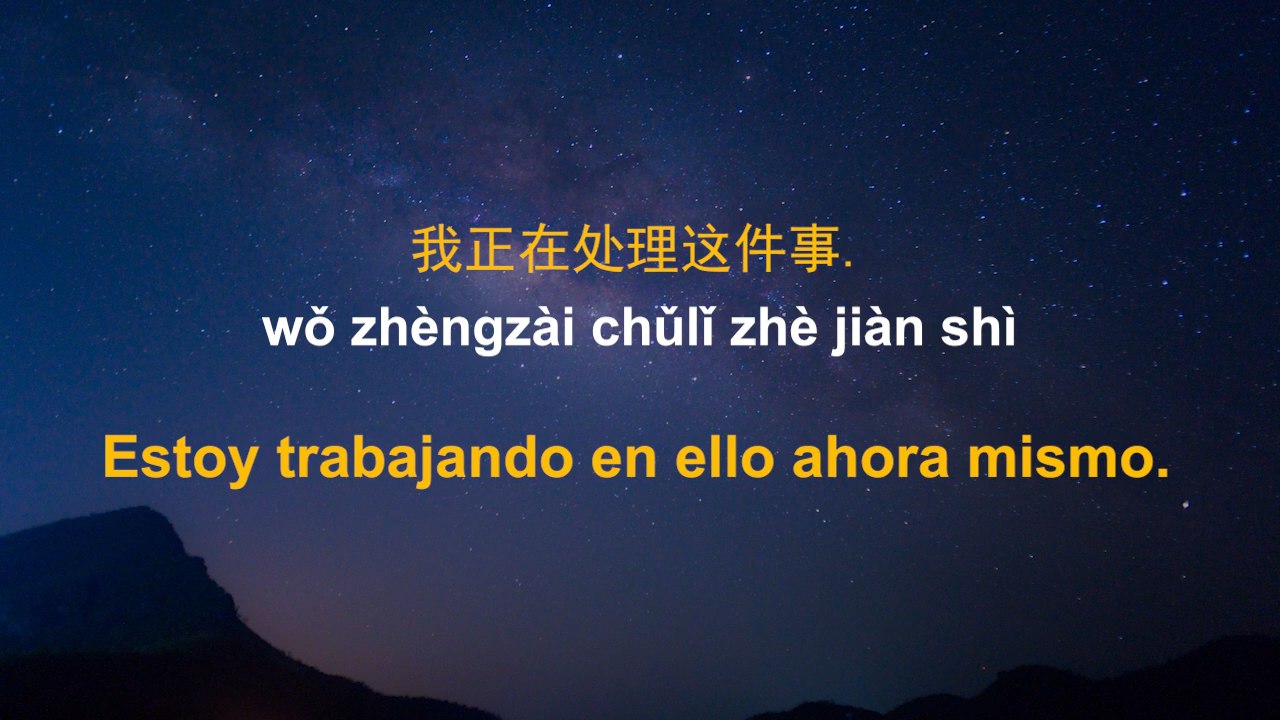 我正在处理这件事.
wǒ zhèngzài chǔlǐ zhè jiàn shì
Estoy trabajando en ello ahora mismo.